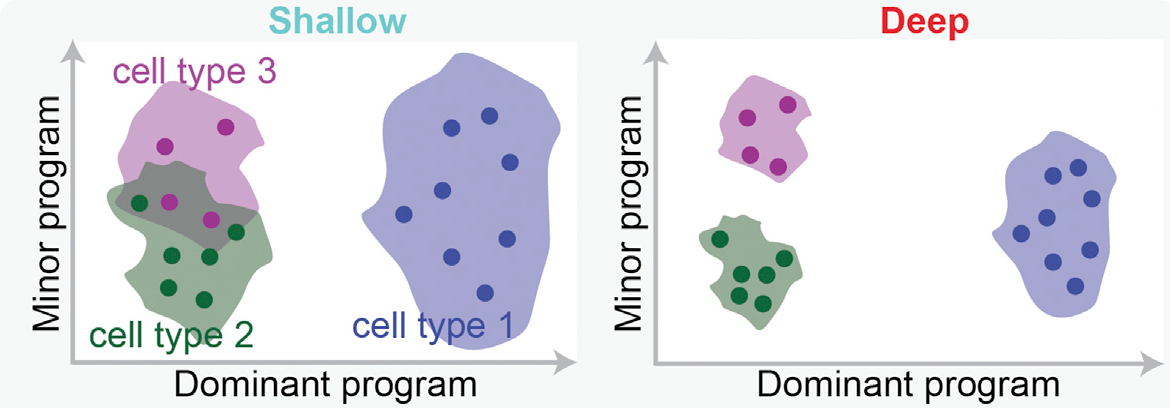 Shallow
Minor program
cell type 3
cell type 2
cell type 1
Dominant program
Deep
Minor program
Dominant program